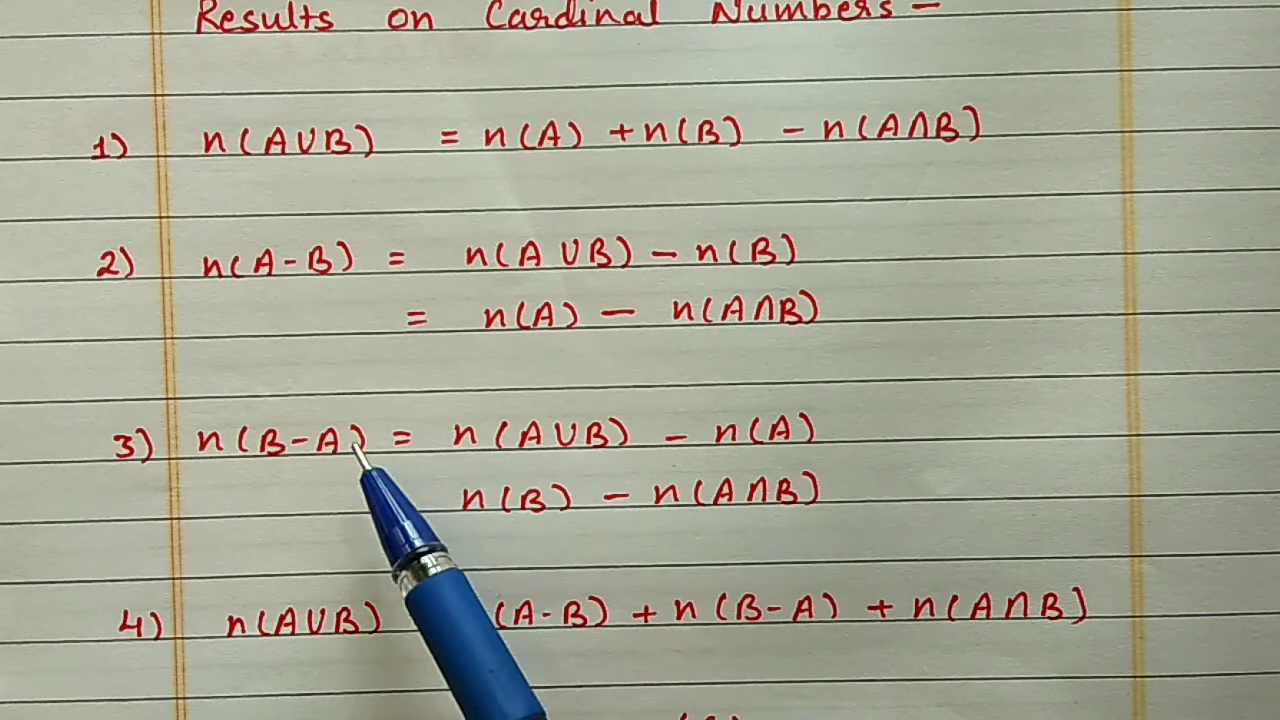 Results on Cardinal Numbers -
1) n(A∪B) = n(A) + n(B) - n(A∩B)
2) n(A-B) = n(A∪B) - n(B)
= n(A) - n(A∩B)
3) n(B-A) = n(A∪B) - n(A)
n(B) - n(A∩B)
4) n(A∪B) (A-B) + n(B-A) + n(A∩B)